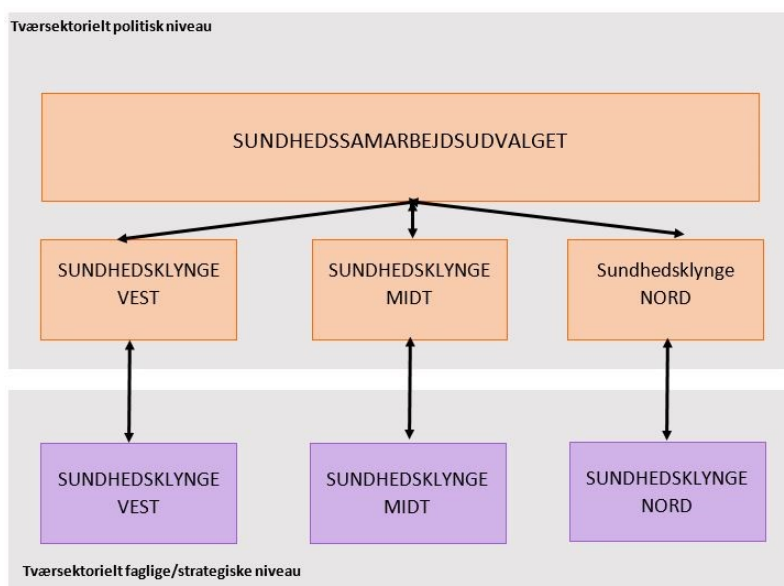 Tværsektorielt politisk niveau
SUNDHEDSSAMARBEJDSUDVALGET
SUNDHEDSKLYNGE
VEST
SUNDHEDSKLYNGE
MIDT
Sundhedsklynge
NORD
SUNDHEDSKLYNGE
VEST
SUNDHEDSKLYNGE
MIDT
SUNDHEDSKLYNGE
NORD
Tværsektorielt faglige/strategiske niveau